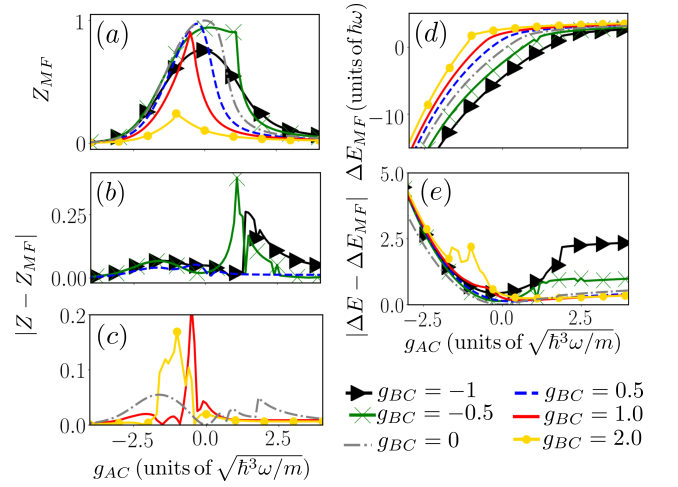 (a)
1
0
Z_{MF}
(b)
0.25
0.00
|Z − Z_{MF}|
(c)
0.2
0.1
0.0
−2.5 0.0 2.5
g_{AC} (units of √ħ³ω/m)
(d)
0
−10
ΔE_{MF} (units of ħω)
(e)
5.0
2.5
0.0
|ΔE − ΔE_{MF}|
−2.5 0.0 2.5
g_{AC} (units of √ħ³ω/m)
g_{BC} = −1
g_{BC} = −0.5
g_{BC} = 0
g_{BC} = 0.5
g_{BC} = 1.0
g_{BC} = 2.0